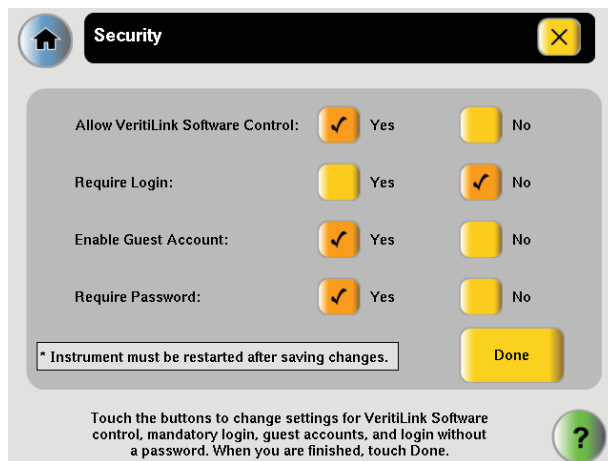 Security
Allow VeritiLink Software Control: Yes No
Require Login: Yes No
Enable Guest Account: Yes No
Require Password: Yes No
* Instrument must be restarted after saving changes.
Done
Touch the buttons to change settings for VeritiLink Software
control, mandatory login, guest accounts, and login without
a password. When you are finished, touch Done.
?